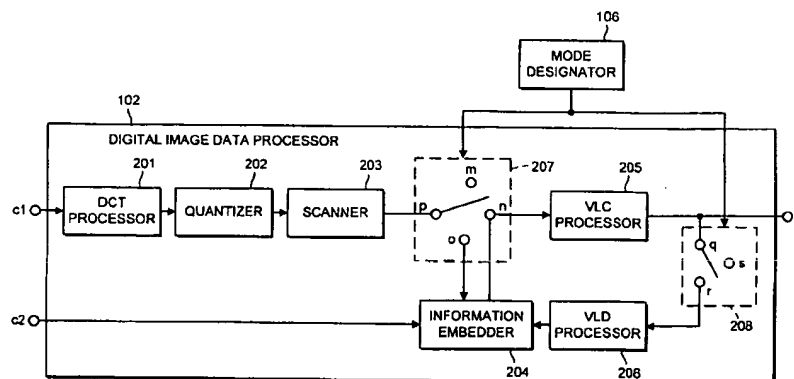 106
MODE
DESIGNATOR
102
DIGITAL IMAGE DATA PROCESSOR
201
202
203
207
205
m
c1
DCT
PROCESSOR
QUANTIZER
SCANNER
p
n
VLC
PROCESSOR
o
q
s
r
c2
INFORMATION
EMBEDDER
VLD
PROCESSOR
208
204
206